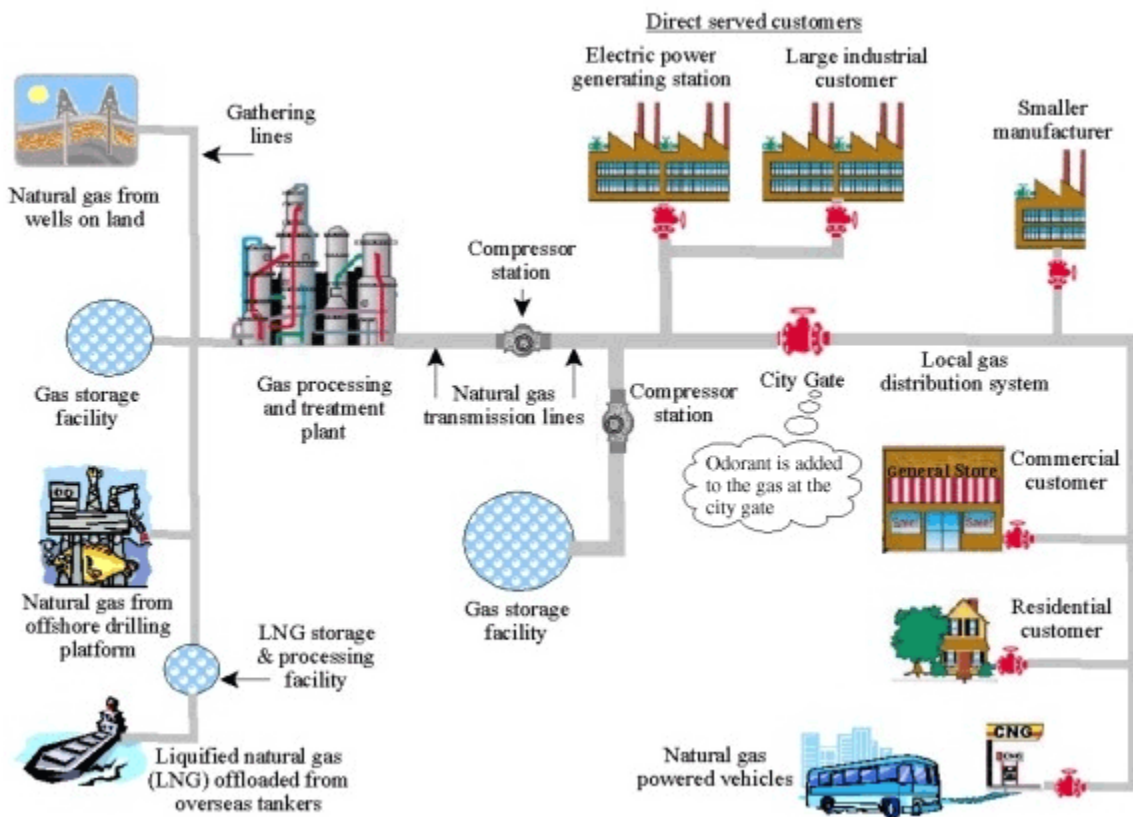 Direct served customers
Electric power
generating station
Large industrial
customer
Smaller
manufacturer
Gathering
lines
Natural gas from
wells on land
Compressor
station
Gas storage
facility
Gas processing
and treatment
plant
Natural gas
transmission lines
Compressor
station
City Gate
Local gas
distribution system
Odorant is added
to the gas at the
city gate
General Store
Sale!
Sale!
Commercial
customer
Natural gas from
offshore drilling
platform
Gas storage
facility
LNG storage
& processing
facility
Residential
customer
Liquified natural gas
(LNG) offloaded from
overseas tankers
Natural gas
powered vehicles
CNG
CNG